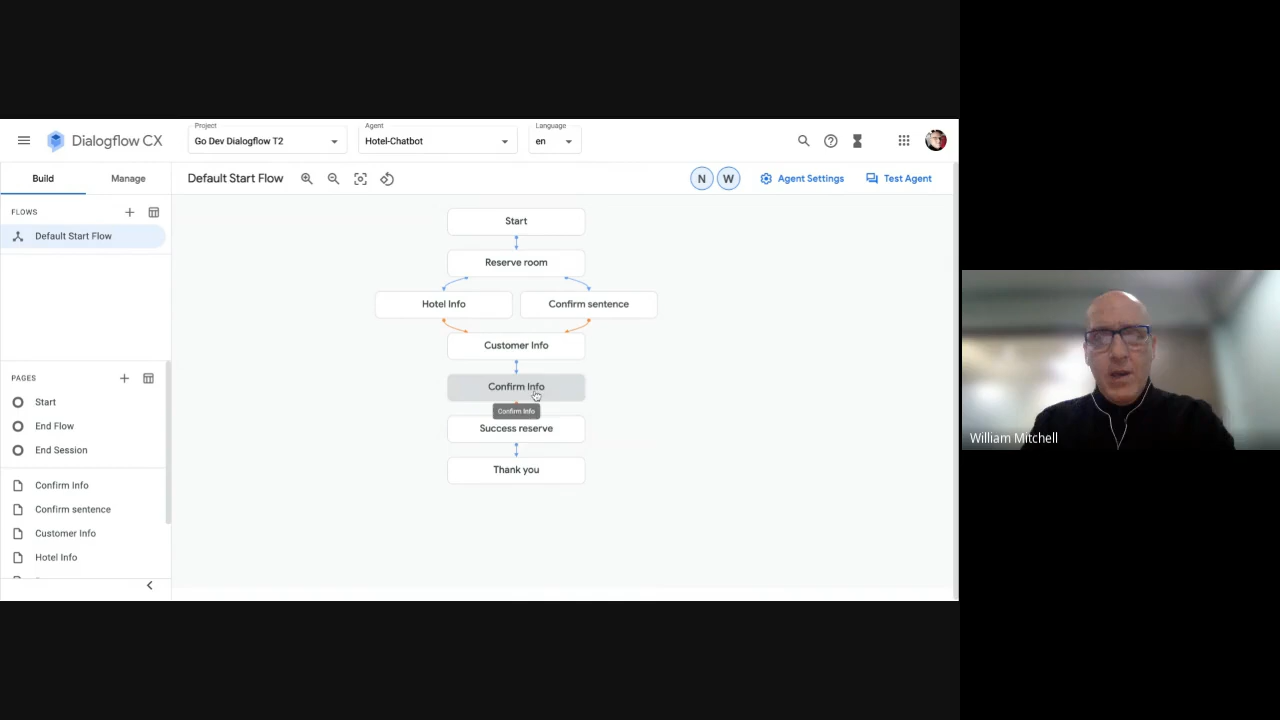 Dialogflow CX
Project
Go Dev Dialogflow T2
Agent
Hotel-Chatbot
Language
en
Build
Manage
Default Start Flow
N
W
Agent Settings
Test Agent
FLOWS
Default Start Flow
PAGES
Start
End Flow
End Session
Confirm Info
Confirm sentence
Customer Info
Hotel Info
Start
Reserve room
Hotel Info
Confirm sentence
Customer Info
Confirm Info
Confirm Info
Success reserve
Thank you
William Mitchell